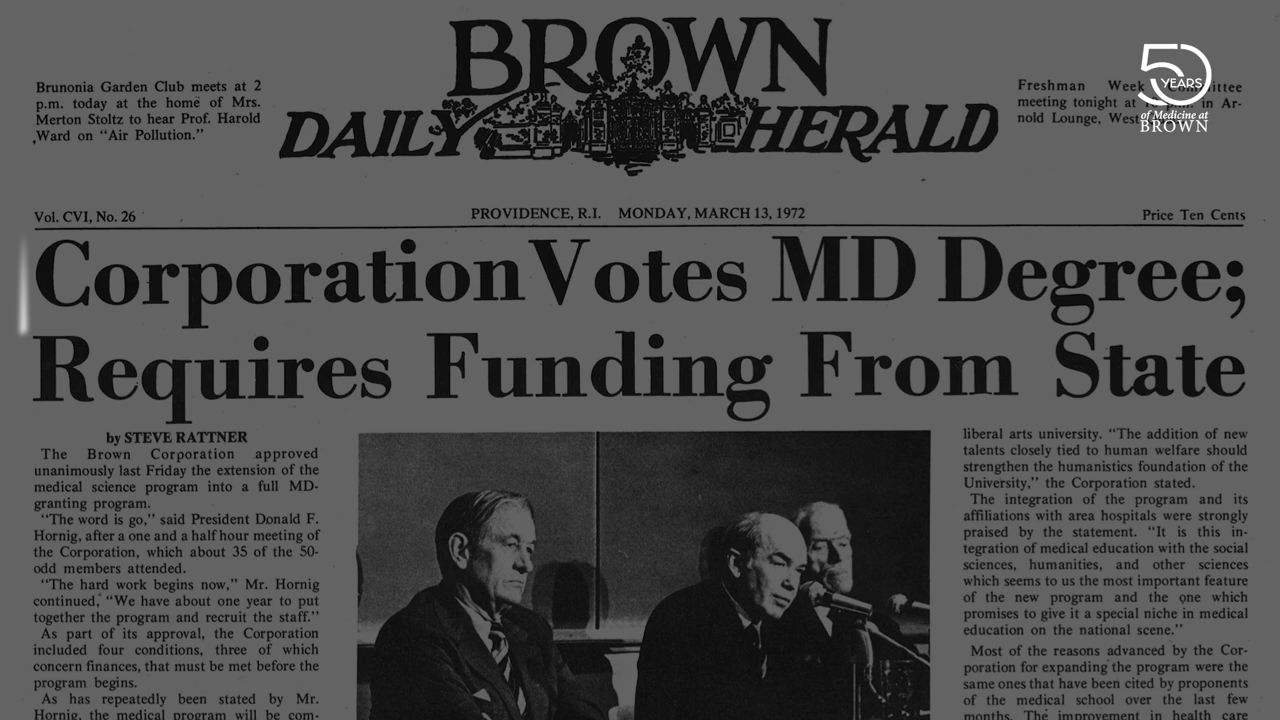 BROWN
DAILY HERALD
Brunonia Garden Club meets at 2
p.m. today at the home of Mrs.
Merton Stoltz to hear Prof. Harold
Ward on “Air Pollution.”
Freshman Week Committee
meeting tonight at 10 p.m. in Ar-
nold Lounge, West
50
YEARS
of Medicine at
BROWN
Vol. CVI, No. 26
PROVIDENCE, R.I. MONDAY, MARCH 13, 1972
Price Ten Cents
Corporation Votes MD Degree;
Requires Funding From State
by STEVE RATTNER
The Brown Corporation approved
unanimously last Friday the extension of the
medical science program into a full MD-
granting program.
“The word is go,” said President Donald F.
Hornig, after a one and a half hour meeting of
the Corporation, which about 35 of the 50-
odd members attended.
“The hard work begins now,” Mr. Hornig
continued, “We have about one year to put
together the program and recruit the staff.”
As part of its approval, the Corporation
included four conditions, three of which
concern finances, that must be met before the
program begins.
As has repeatedly been stated by Mr.
Hornig, the medical program will be com-
liberal arts university. “The addition of new
talents closely tied to human welfare should
strengthen the humanistics foundation of the
University,” the Corporation stated.
The integration of the program and its
affiliations with area hospitals were strongly
praised by the statement. “It is this in-
tegration of medical education with the social
sciences, humanities, and other sciences
which seems to us the most important feature
of the new program and the one which
promises to give it a special niche in medical
education on the national scene.”
Most of the reasons advanced by the Cor-
poration for expanding the program were the
same ones that have been cited by proponents
of the medical school over the last few
months. The improvement in health care